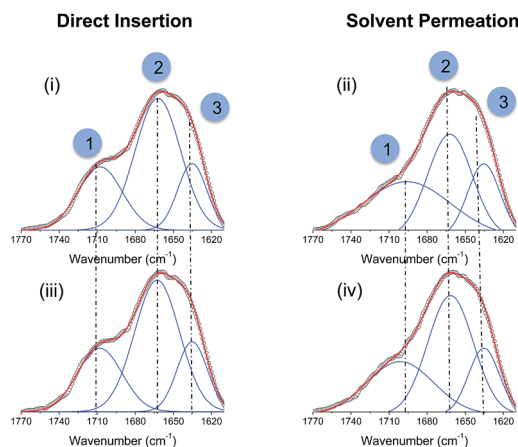 Direct Insertion
Solvent Permeation
(i)
2
3
1
1770 1740 1710 1680 1650 1620
Wavenumber (cm-1)
(ii)
2
3
1
1770 1740 1710 1680 1650 1620
Wavenumber (cm-1)
(iii)
1770 1740 1710 1680 1650 1620
Wavenumber (cm-1)
(iv)
1770 1740 1710 1680 1650 1620
Wavenumber (cm-1)